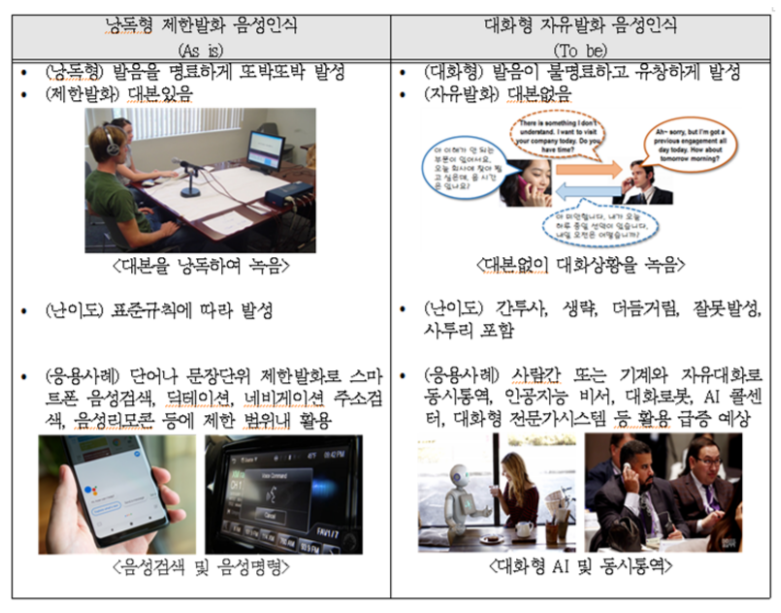 낭독형 제한발화 음성인식
(As is)
• (낭독형) 발음을 명료하게 또박또박 발성
• (제한발화) 대본있음
<대본을 낭독하여 녹음>
• (난이도) 표준규칙에 따라 발성
• (응용사례) 단어나 문장단위 제한발화로 스마
트폰 음성검색, 딕테이션, 네비게이션 주소검
색, 음성리모콘 등에 제한 범위내 활용
Cancel
FAV1/7
<음성검색 및 음성명령>
대화형 자유발화 음성인식
(To be)
• (대화형) 발음이 불명료하고 유창하게 발성
• (자유발화) 대본없음
There is something I don't
understand. I want to visit
your company today. Do you
have time?
Ah~ sorry, but I'm got a
previous engagement all
day today. How about
tomorrow morning?
아 이해가 안 되는
부분이 있어서요,
오늘 회사에 찾아 뵙
고 싶은데, 음 시간
은 있나요?
아 미안합니다, 내가 오늘
하루 종일 선약이 있습니다,
내일 오전은 어떻습니까?
<대본없이 대화상황을 녹음>
• (난이도) 간투사, 생략, 더듬거림, 잘못발성,
사투리 포함
• (응용사례) 사람간 또는 기계와 자유대화로
동시통역, 인공지능 비서, 대화로봇, AI 콜센
터, 대화형 전문가시스템 등 활용 급증 예상
<대화형 AI 및 동시통역>